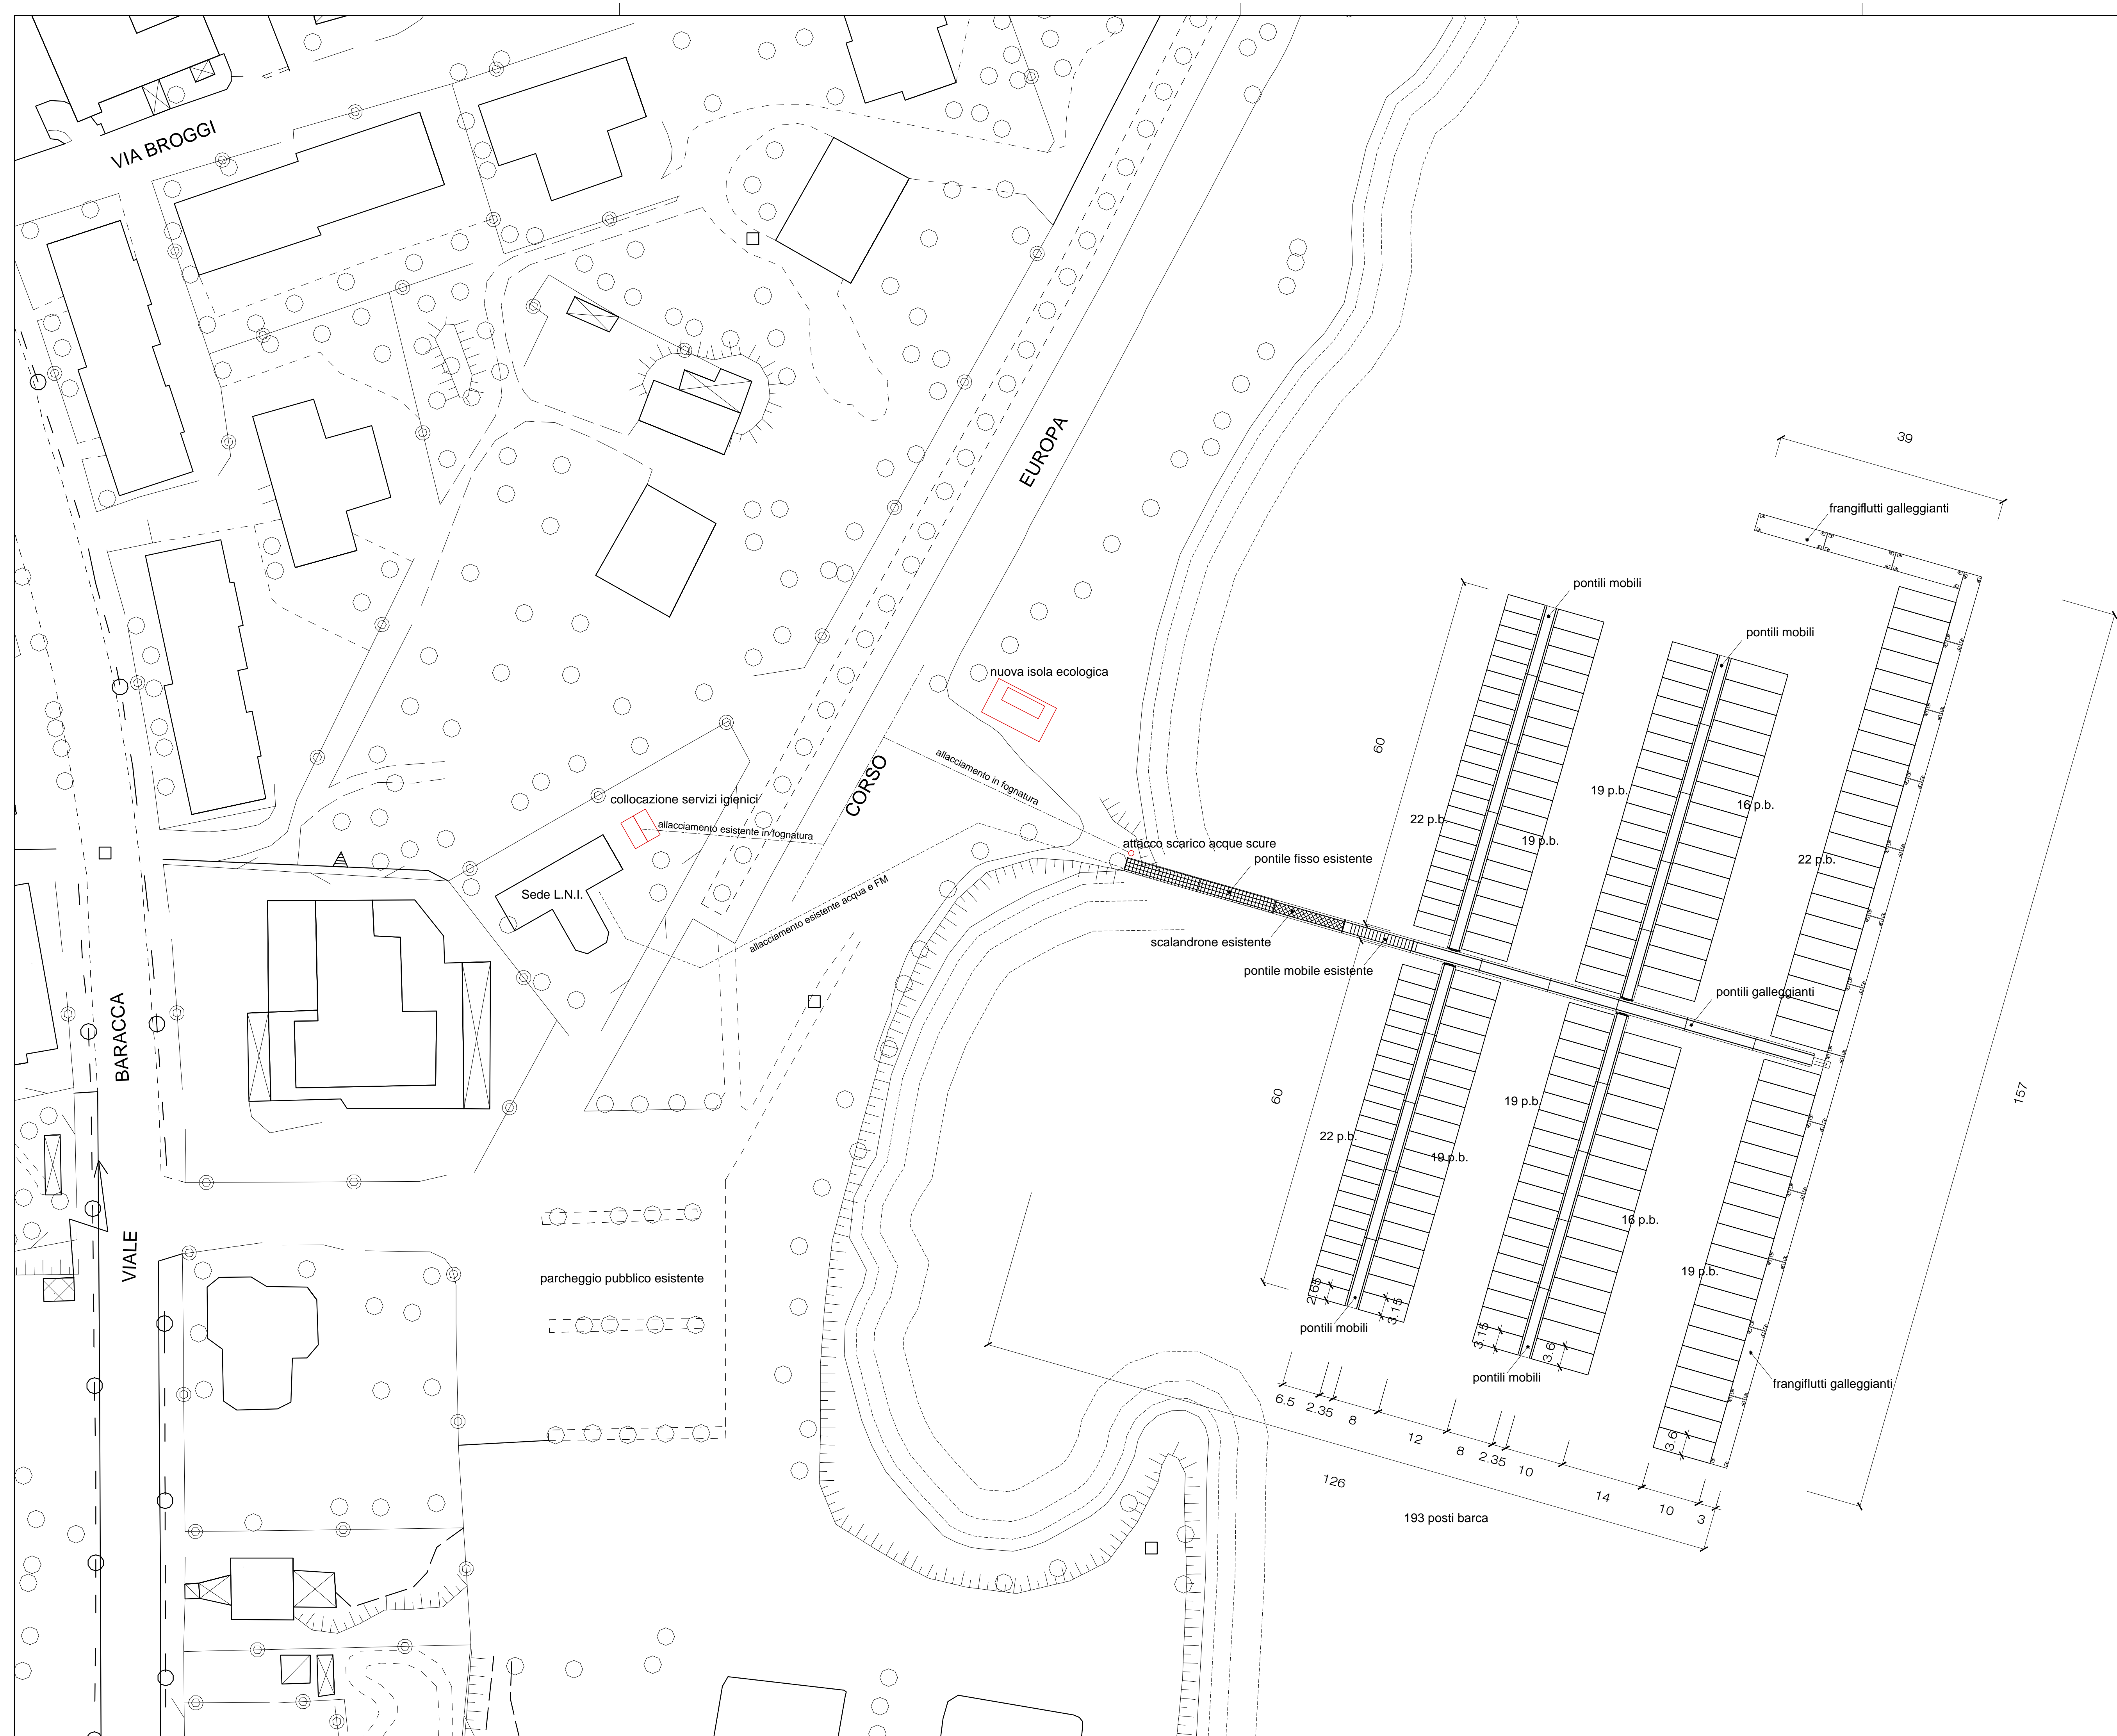 VIA BROGGI
39
frangiflutti galleggianti
EUROPA
pontili mobili
pontili mobili
nuova isola ecologica
60
allacciamento in fognatura
CORSO
19 p.b.
16 p.b.
22 p.b.
19 p.b.
22 p.b.
collocazione servizi igienici
allacciamento esistente in fognatura
attacco scarico acque scure
pontile fisso esistente
Sede L.N.I.
allacciamento esistente acqua e FM
scalandrone esistente
pontile mobile esistente
pontili galleggianti
BARACCA
60
157
19 p.b.
22 p.b.
19 p.b.
16 p.b.
VIALE
parcheggio pubblico esistente
19 p.b.
2.65
3.15
pontili mobili
3.15
3.6
pontili mobili
frangiflutti galleggianti
6.5
2.35
8
12
8
2.35
10
3.6
126
14
10
3
193 posti barca